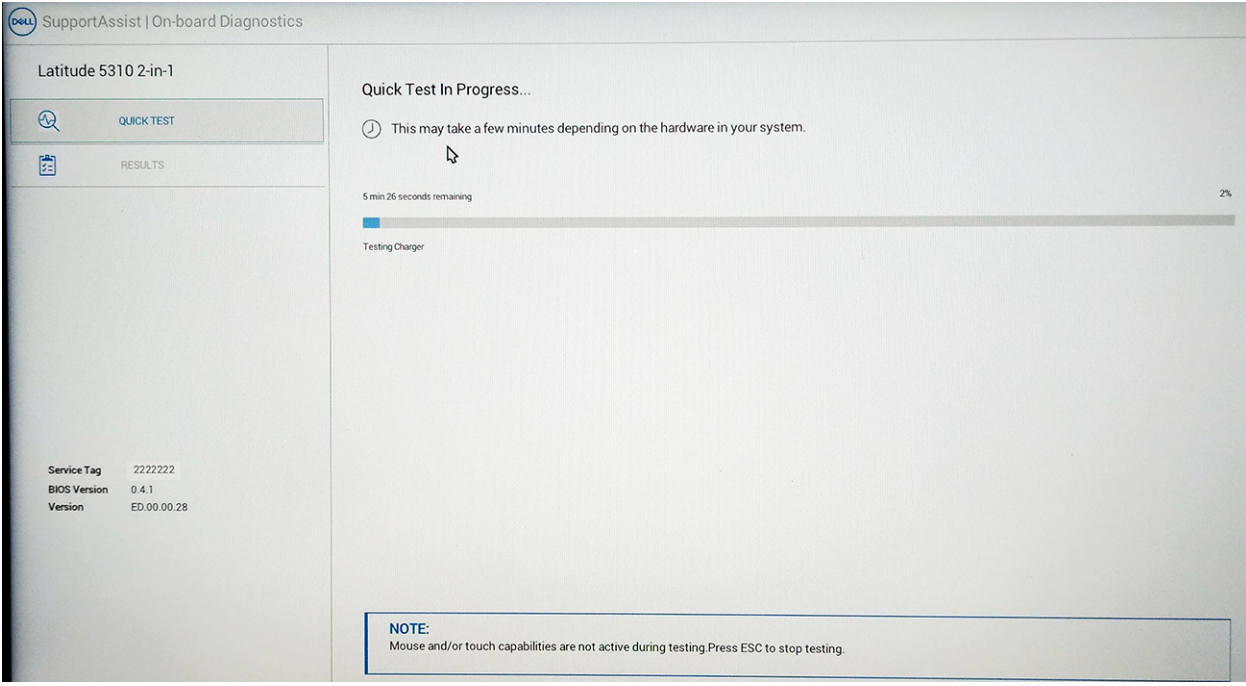 DELL SupportAssist | On-board Diagnostics
Latitude 5310 2-in-1
QUICK TEST
RESULTS
Service Tag 2222222
BIOS Version 0.4.1
Version ED.00.00.28
Quick Test In Progress...
This may take a few minutes depending on the hardware in your system.
5 min 26 seconds remaining 2%
Testing Charger
NOTE:
Mouse and/or touch capabilities are not active during testing.Press ESC to stop testing.